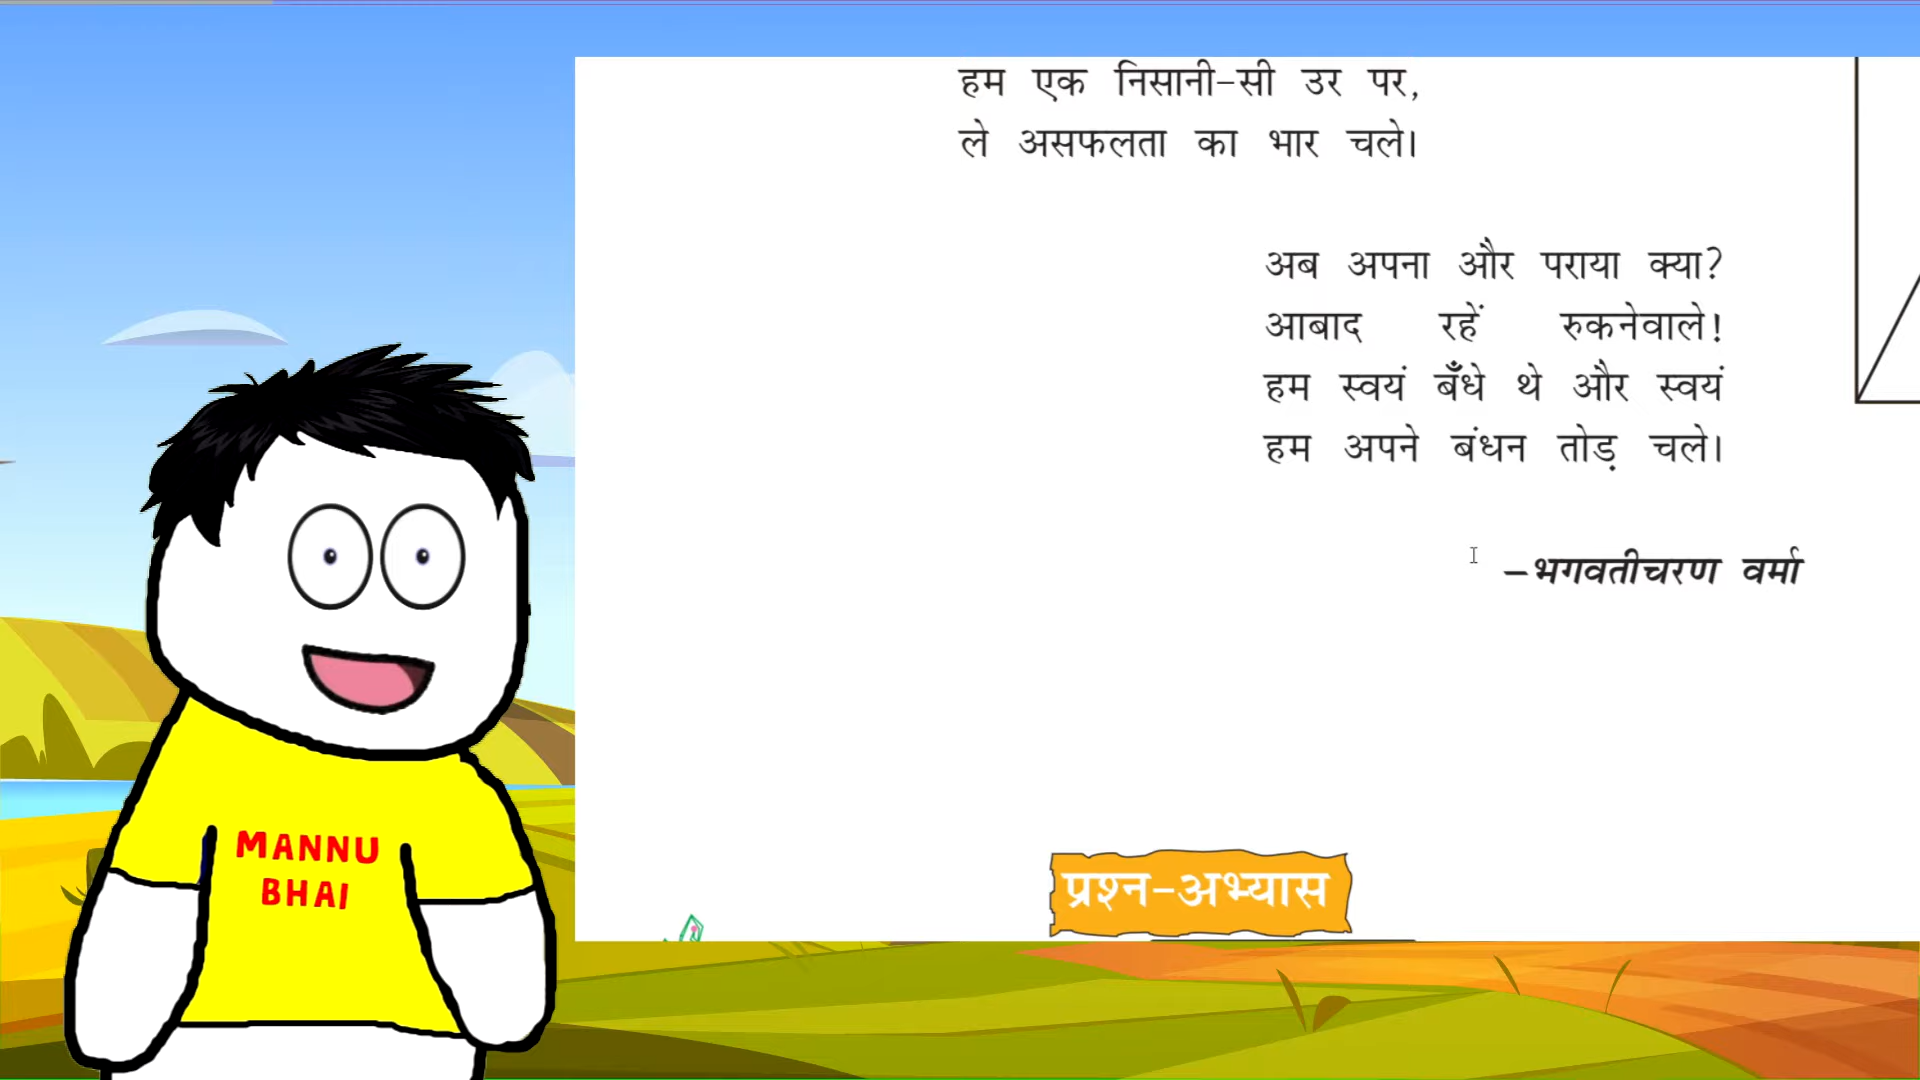 हम एक निसानी-सी उर पर,
ले असफलता का भार चले।
अब अपना और पराया क्या?
आबाद रहें रुकनेवाले!
हम स्वयं बँधे थे और स्वयं
हम अपने बंधन तोड़ चले।
–भगवतीचरण वर्मा
प्रश्न-अभ्यास
MANNU
BHAI